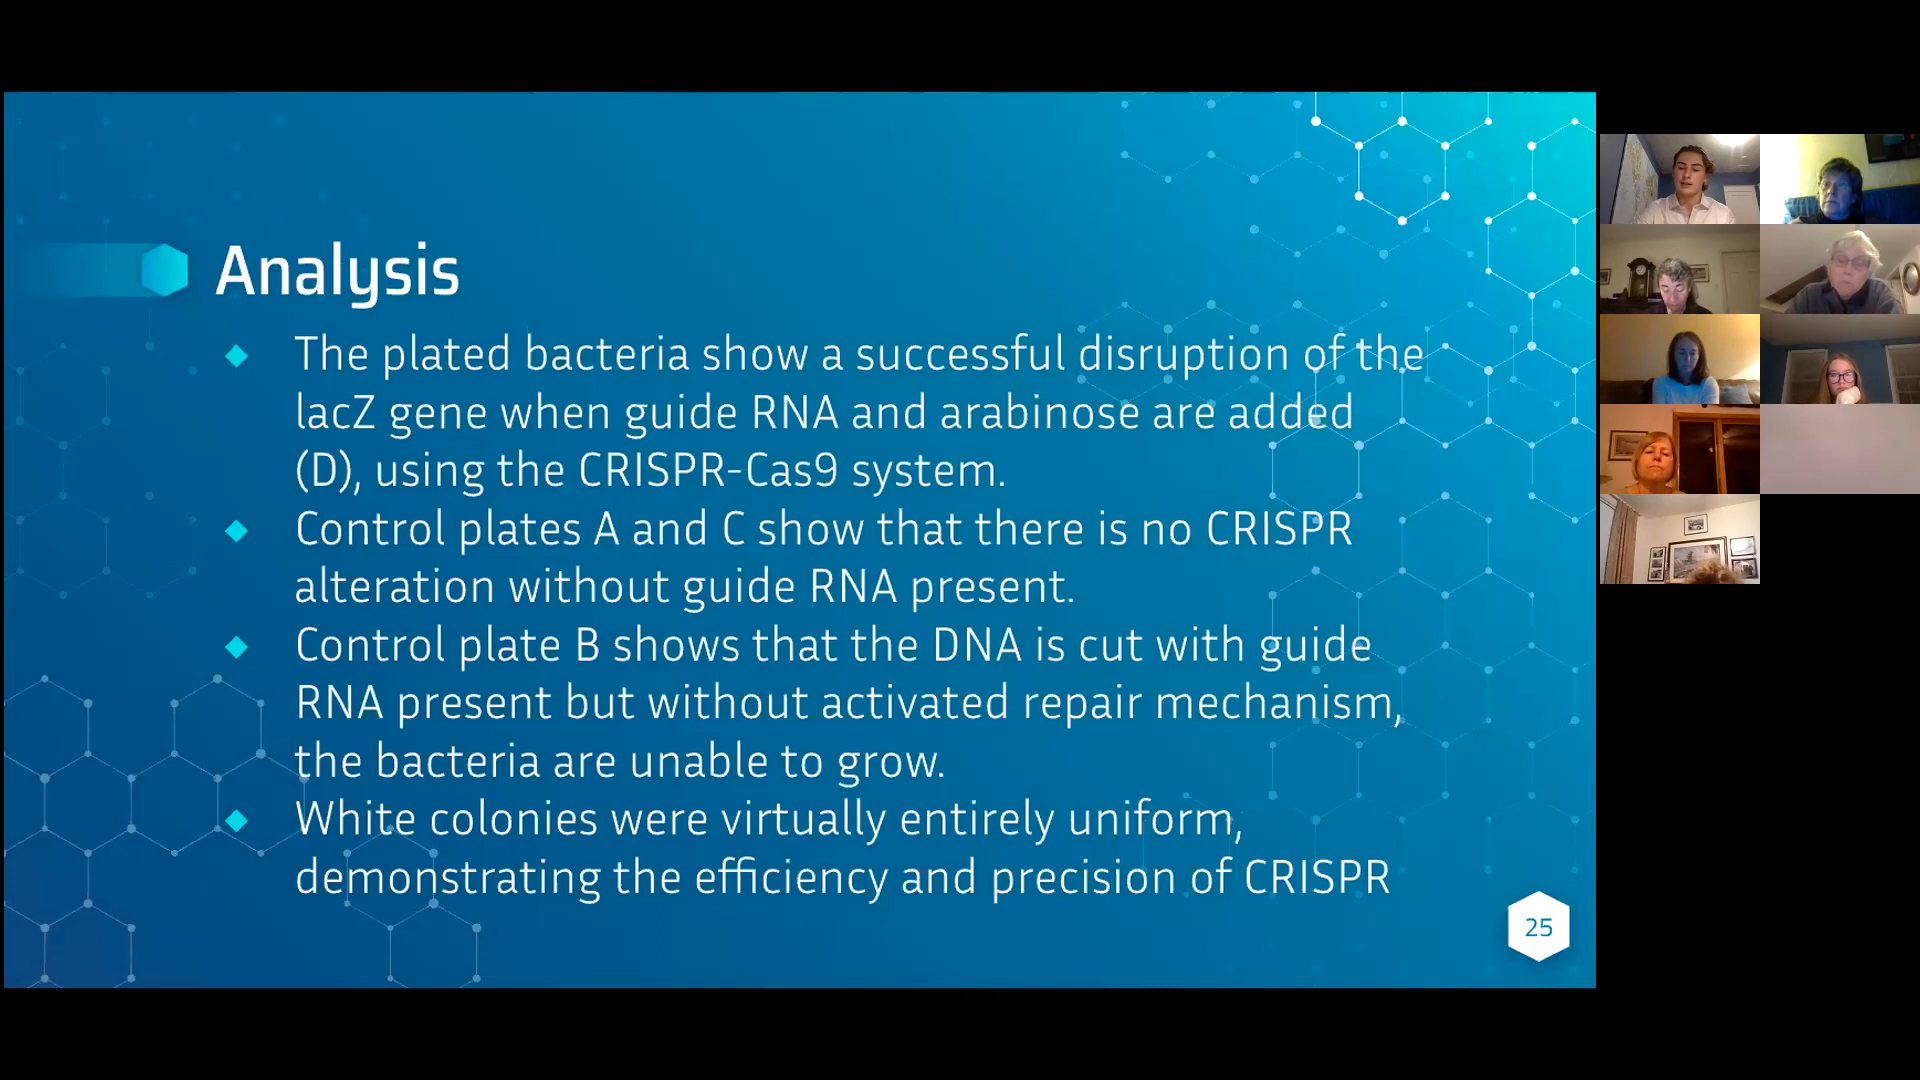 Analysis
The plated bacteria show a successful disruption of the
lacZ gene when guide RNA and arabinose are added
(D), using the CRISPR-Cas9 system.
Control plates A and C show that there is no CRISPR
alteration without guide RNA present.
Control plate B shows that the DNA is cut with guide
RNA present but without activated repair mechanism,
the bacteria are unable to grow.
White colonies were virtually entirely uniform,
demonstrating the efficiency and precision of CRISPR
25